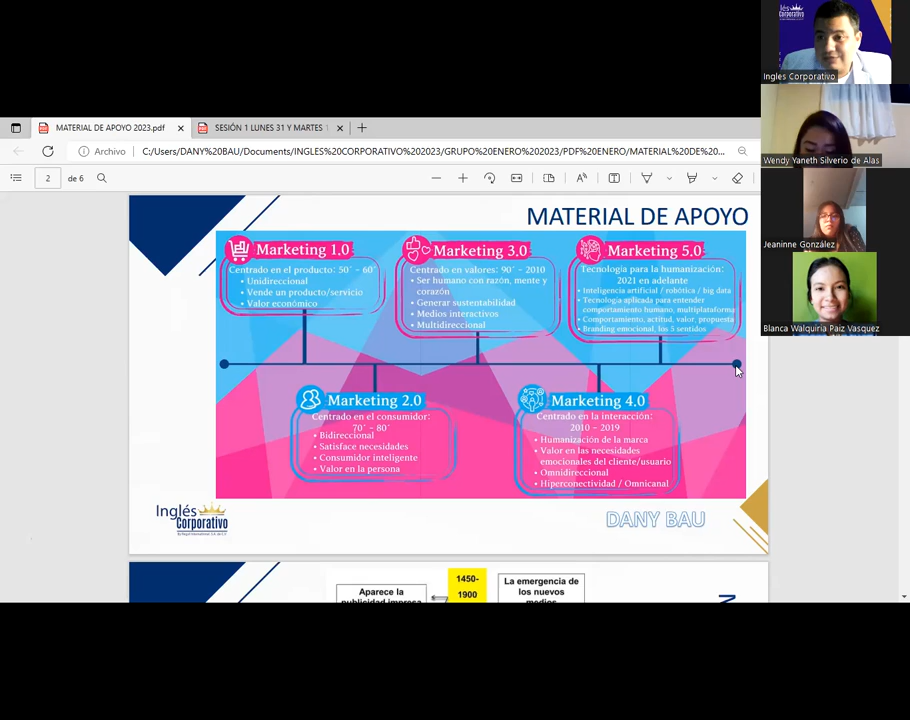 MATERIAL DE APOYO 2023.pdf
SESIÓN 1 LUNES 31 Y MARTES 1
Archivo
C:/Users/DANY%20BAU/Documents/INGLES%20CORPORATIVO%202023/GRUPO%20ENERO%202023/PDF%20ENERO/MATERIAL%20DE%20...
2
de 6
MATERIAL DE APOYO
Marketing 1.0
Centrado en el producto: 50´ - 60´
• Unidireccional
• Vende un producto/servicio
• Valor económico
Marketing 3.0
Centrado en valores: 90´ - 2010
• Ser humano con razón, mente y
corazón
• Generar sustentabilidad
• Medios interactivos
• Multidireccional
Marketing 5.0
Tecnología para la humanización:
2021 en adelante
• Inteligencia artificial / robótica / big data
• Tecnología aplicada para entender
comportamiento humano, multiplataforma
• Comportamiento, actitud, valor, propuesta
• Branding emocional, los 5 sentidos
Marketing 2.0
Centrado en el consumidor:
70´ - 80´
• Bidireccional
• Satisface necesidades
• Consumidor inteligente
• Valor en la persona
Marketing 4.0
Centrado en la interacción:
2010 - 2019
• Humanización de la marca
• Valor en las necesidades
emocionales del cliente/usuario
• Omnidireccional
• Hiperconectividad / Omnicanal
Inglés
Corporativo
DANY BAU
Aparece la
publicidad impresa
1450-
1900
La emergencia de
los nuevos
medios
Inglés
Corporativo
Ingles Corporativo
Wendy Yaneth Silverio de Alas
Jeaninne González
Blanca Walquiria Paiz Vasquez